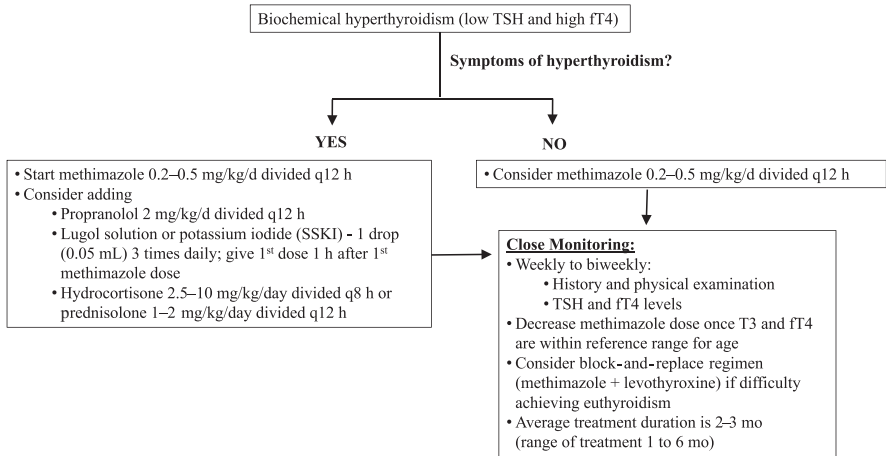 Biochemical hyperthyroidism (low TSH and high fT4)
Symptoms of hyperthyroidism?
YES
NO
• Start methimazole 0.2–0.5 mg/kg/d divided q12 h
• Consider adding
• Propranolol 2 mg/kg/d divided q12 h
• Lugol solution or potassium iodide (SSKI) - 1 drop
(0.05 mL) 3 times daily; give 1st dose 1 h after 1st
methimazole dose
• Hydrocortisone 2.5–10 mg/kg/day divided q8 h or
prednisolone 1–2 mg/kg/day divided q12 h
• Consider methimazole 0.2–0.5 mg/kg/d divided q12 h
Close Monitoring:
• Weekly to biweekly:
• History and physical examination
• TSH and fT4 levels
• Decrease methimazole dose once T3 and fT4
are within reference range for age
• Consider block-and-replace regimen
(methimazole + levothyroxine) if difficulty
achieving euthyroidism
• Average treatment duration is 2–3 mo
(range of treatment 1 to 6 mo)